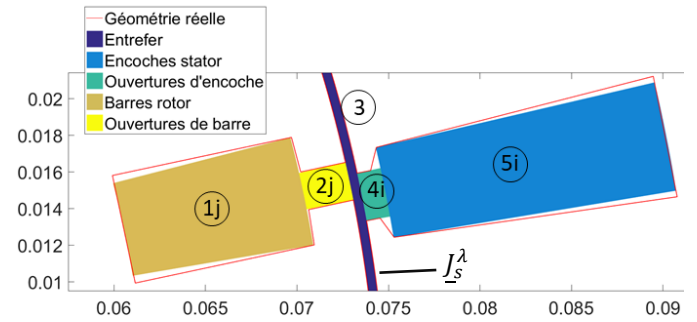 Géométrie réelle
Entrefer
Encoches stator
Ouvertures d'encoche
Barres rotor
Ouvertures de barre
0.02
0.018
0.016
0.014
0.012
0.01
3
5i
4i
2j
1j
J_s^λ
0.06 0.065 0.07 0.075 0.08 0.085 0.09